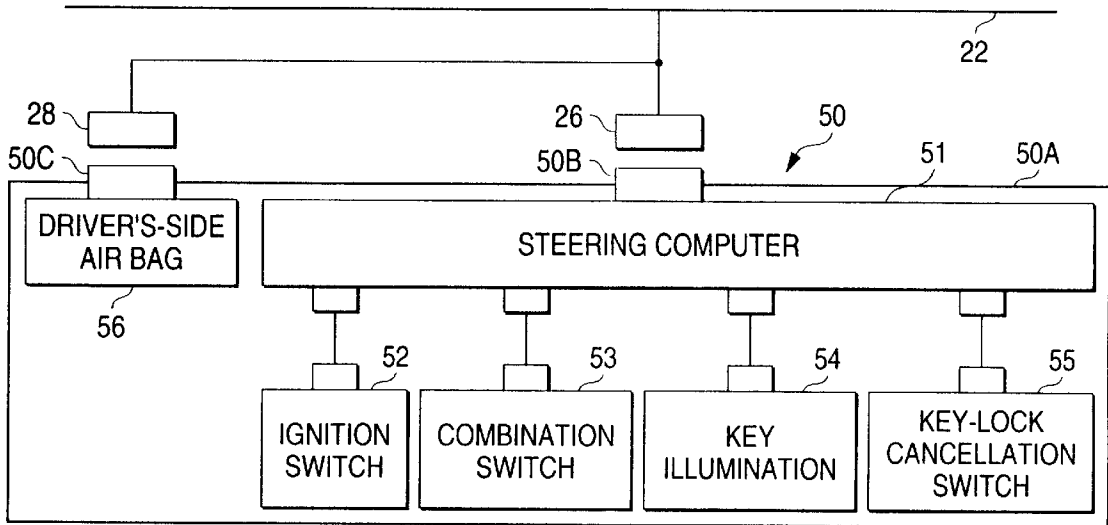 22
28
26
50
50C
50B
51
50A
DRIVER'S-SIDE
AIR BAG
STEERING COMPUTER
56
52
53
54
55
IGNITION
SWITCH
COMBINATION
SWITCH
KEY
ILLUMINATION
KEY-LOCK
CANCELLATION
SWITCH